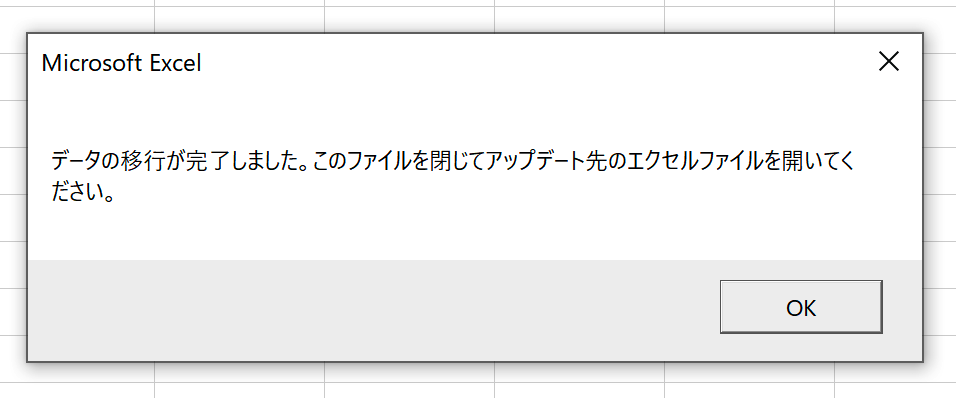 Microsoft Excel
データの移行が完了しました。このファイルを閉じてアップデート先のエクセルファイルを開いてく
ださい。
OK